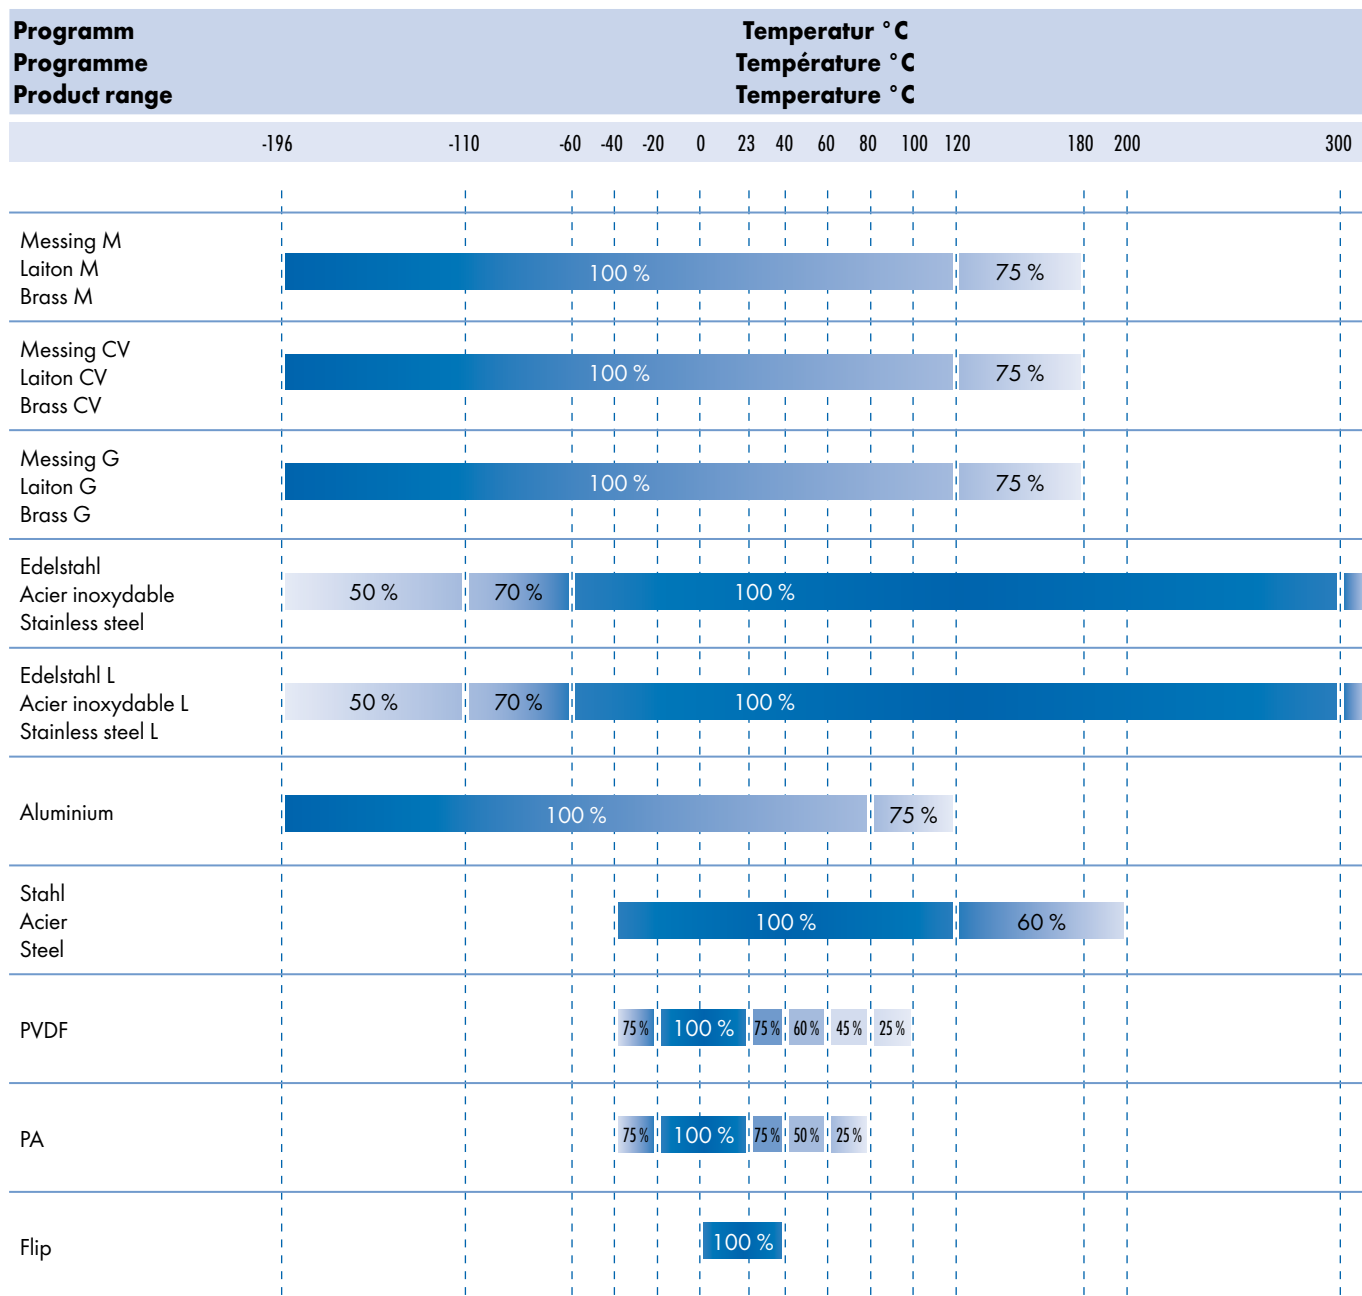 Programm
Programme
Product range
Temperatur °C
Température °C
Temperature °C
-196 -110 -60 -40 -20 0 23 40 60 80 100 120 180 200 300
Messing M
Laiton M
Brass M
100 % 75 %
Messing CV
Laiton CV
Brass CV
100 % 75 %
Messing G
Laiton G
Brass G
100 % 75 %
Edelstahl
Acier inoxydable
Stainless steel
50 % 70 % 100 %
Edelstahl L
Acier inoxydable L
Stainless steel L
50 % 70 % 100 %
Aluminium
100 % 75 %
Stahl
Acier
Steel
100 % 60 %
PVDF
75 % 100 % 75 % 60 % 45 % 25 %
PA
75 % 100 % 75 % 50 % 25 %
Flip
100 %